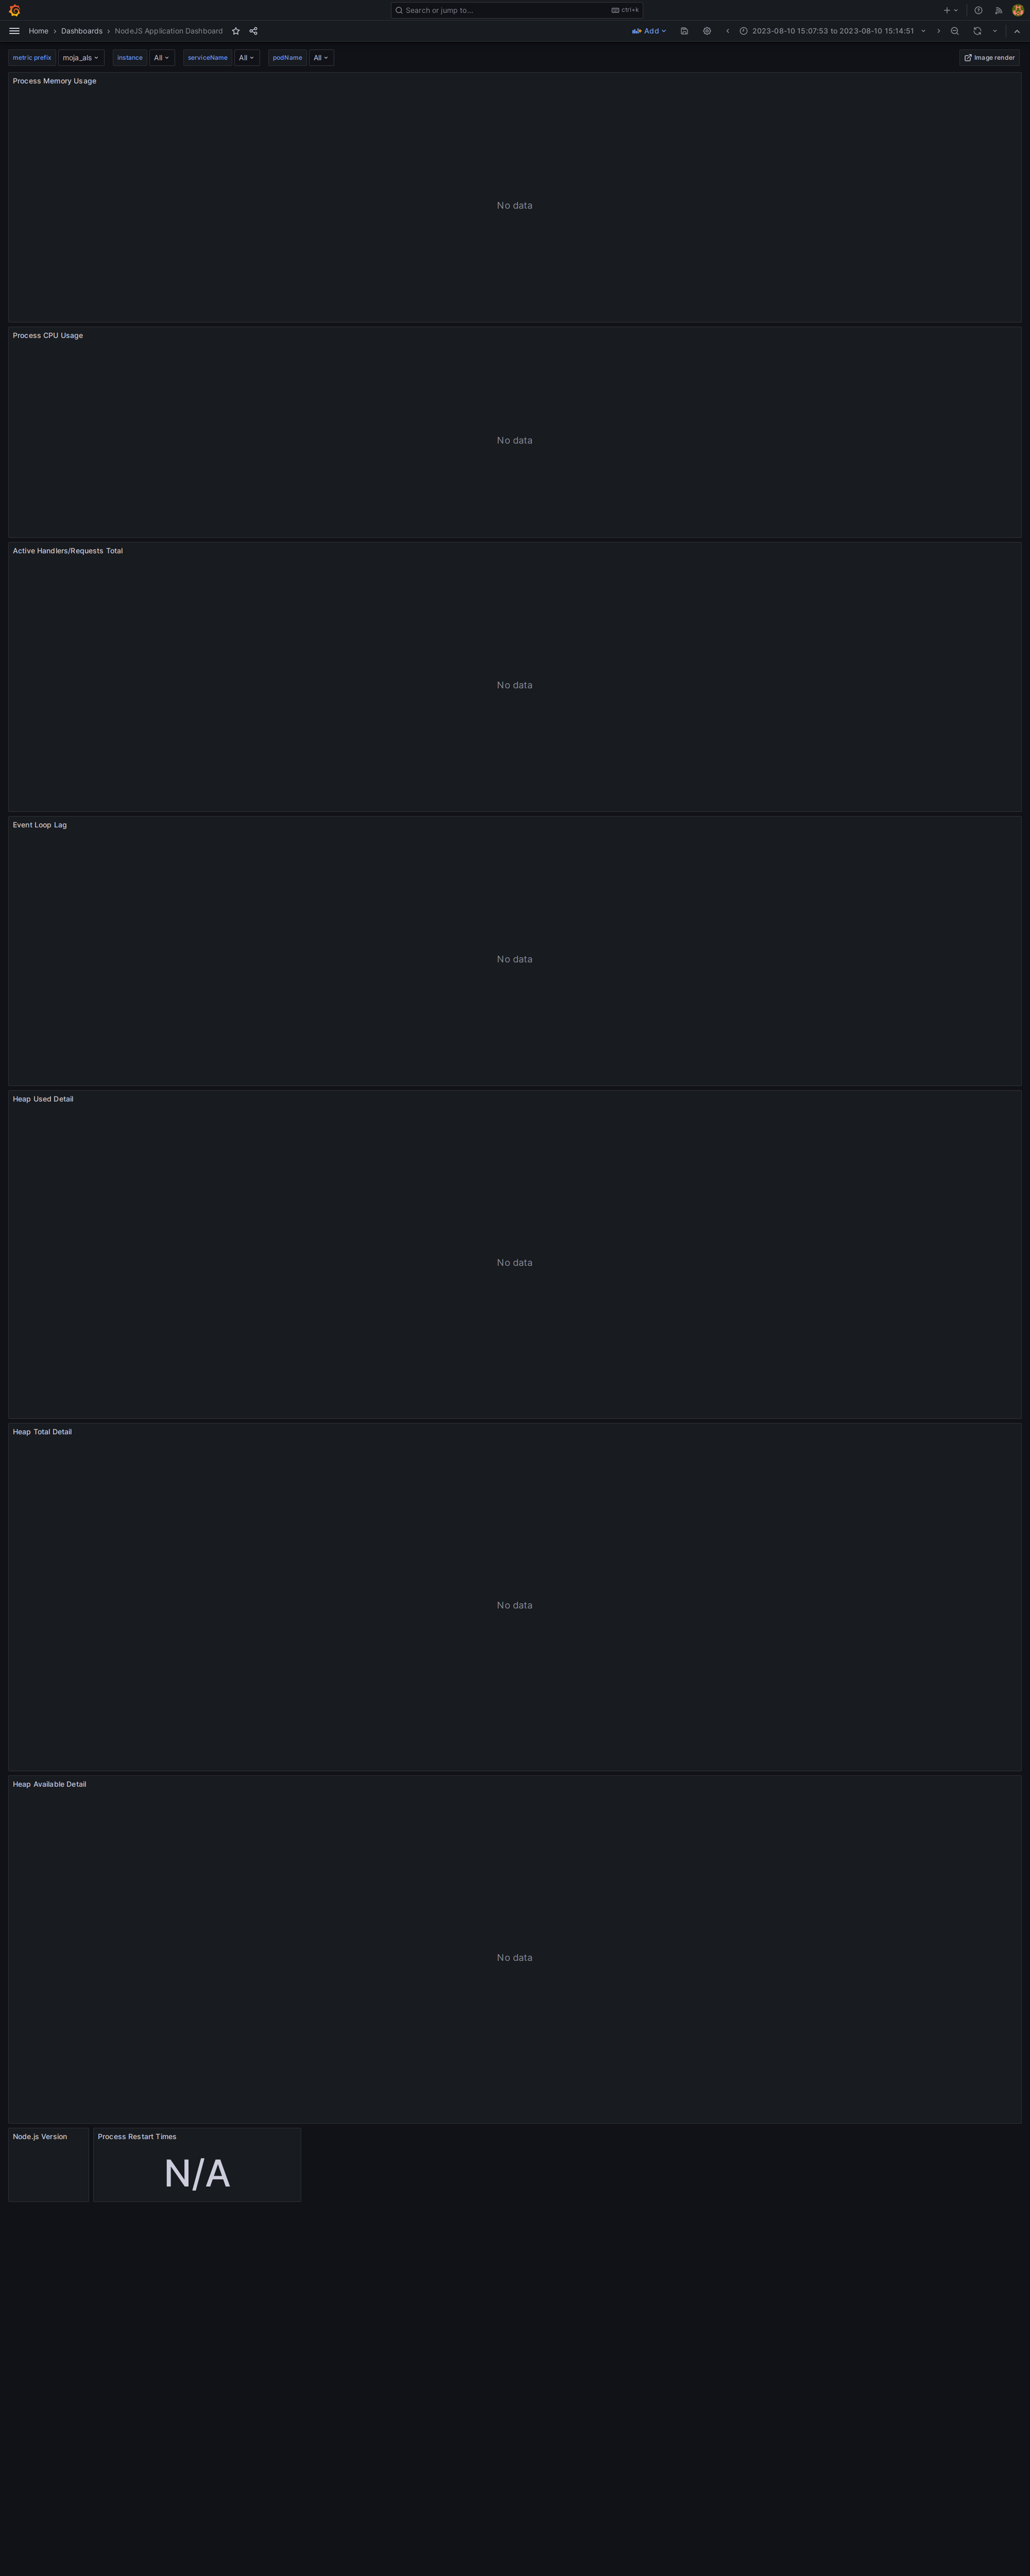 Search or jump to...
ctrl+k
Home › Dashboards › NodeJS Application Dashboard
Add
2023-08-10 15:07:53 to 2023-08-10 15:14:51
metric prefix
moja_als
instance
All
serviceName
All
podName
All
Image render
Process Memory Usage
No data
Process CPU Usage
No data
Active Handlers/Requests Total
No data
Event Loop Lag
No data
Heap Used Detail
No data
Heap Total Detail
No data
Heap Available Detail
No data
Node.js Version
Process Restart Times
N/A